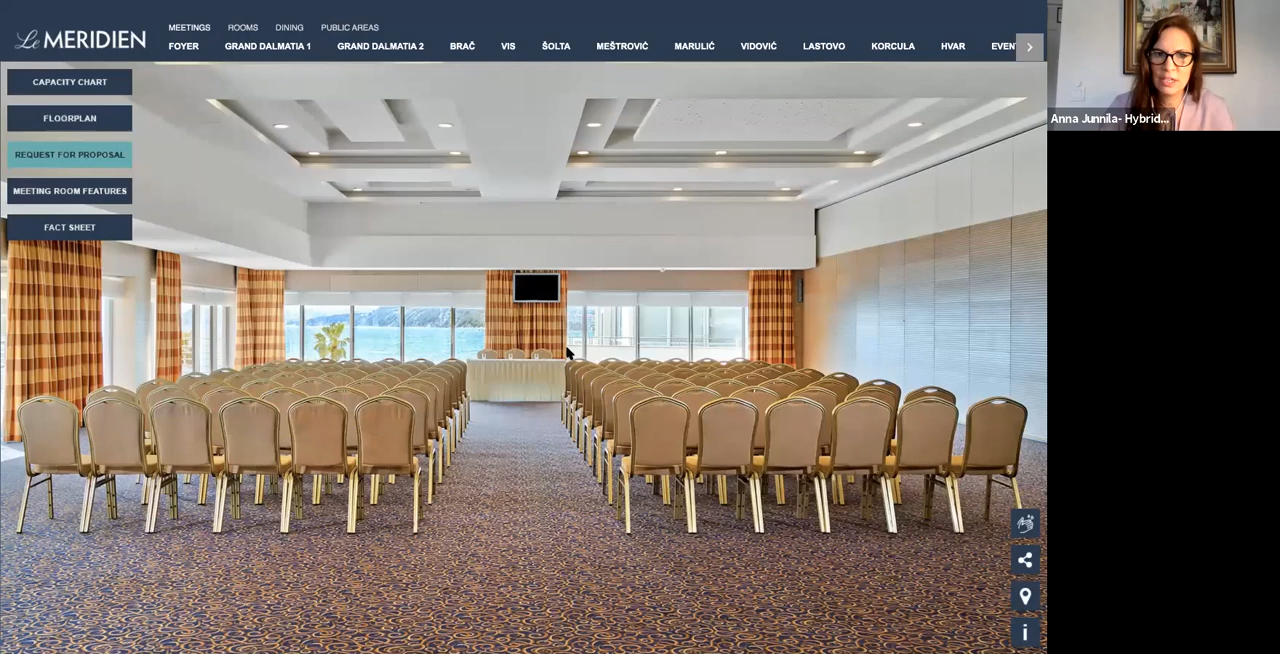 Le MERIDIEN
MEETINGS ROOMS DINING PUBLIC AREAS
FOYER GRAND DALMATIA 1 GRAND DALMATIA 2 BRAČ VIS ŠOLTA MEŠTROVIĆ MARULIĆ VIDOVIĆ LASTOVO KORCULA HVAR EVENT
CAPACITY CHART
FLOORPLAN
REQUEST FOR PROPOSAL
MEETING ROOM FEATURES
FACT SHEET
Anna Junnila- Hybrid...
i